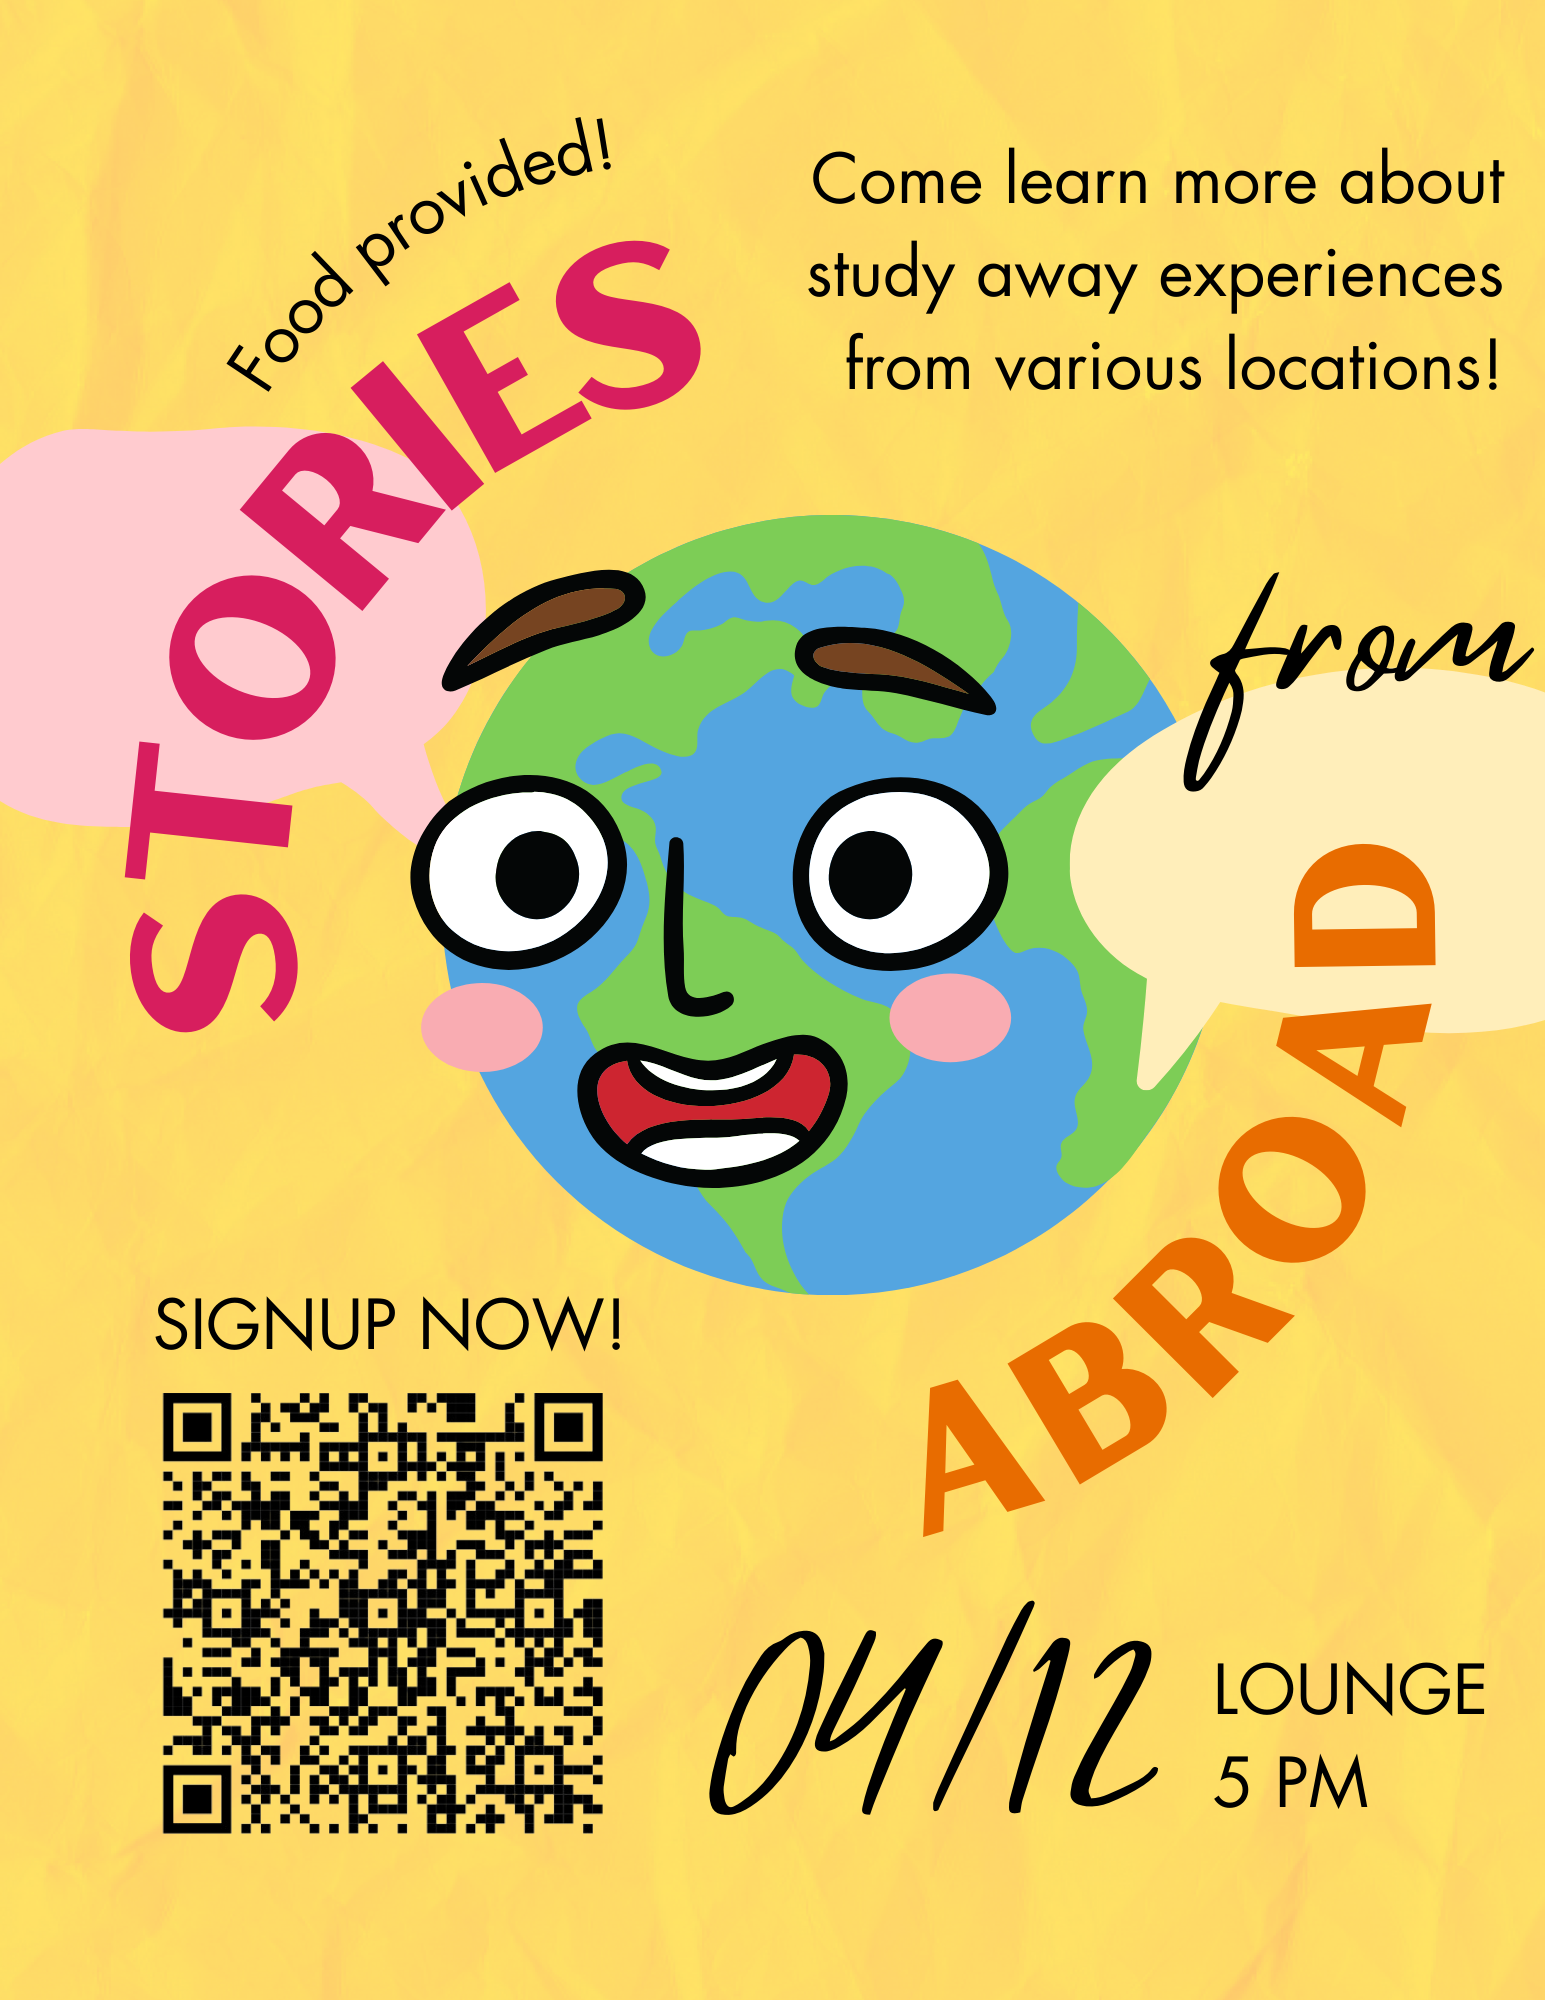 Food provided!
STORIES
Come learn more about
study away experiences
from various locations!
from
ABROAD
SIGNUP NOW!
04/12
LOUNGE
5 PM